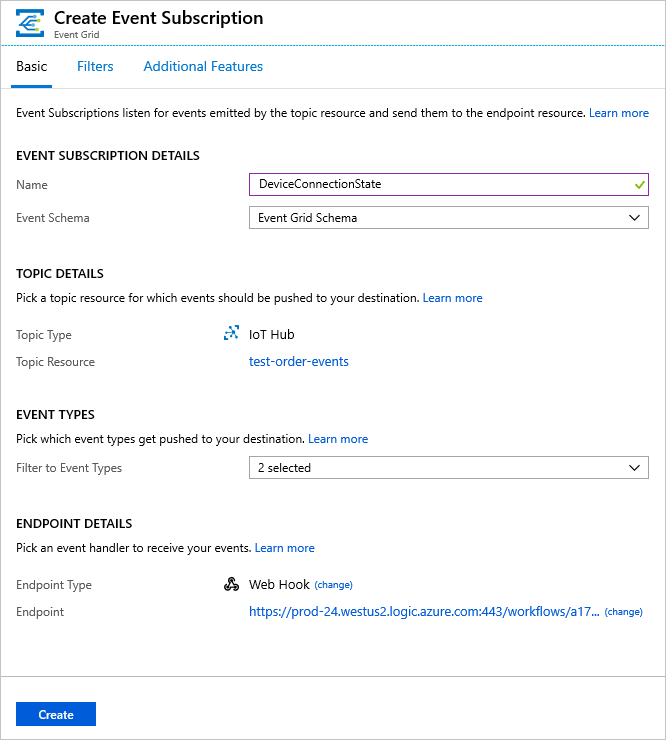 Create Event Subscription
Event Grid
Basic Filters Additional Features
Event Subscriptions listen for events emitted by the topic resource and send them to the endpoint resource. Learn more
EVENT SUBSCRIPTION DETAILS
Name DeviceConnectionState
Event Schema Event Grid Schema
TOPIC DETAILS
Pick a topic resource for which events should be pushed to your destination. Learn more
Topic Type IoT Hub
Topic Resource test-order-events
EVENT TYPES
Pick which event types get pushed to your destination. Learn more
Filter to Event Types 2 selected
ENDPOINT DETAILS
Pick an event handler to receive your events. Learn more
Endpoint Type Web Hook (change)
Endpoint https://prod-24.westus2.logic.azure.com:443/workflows/a17... (change)
Create